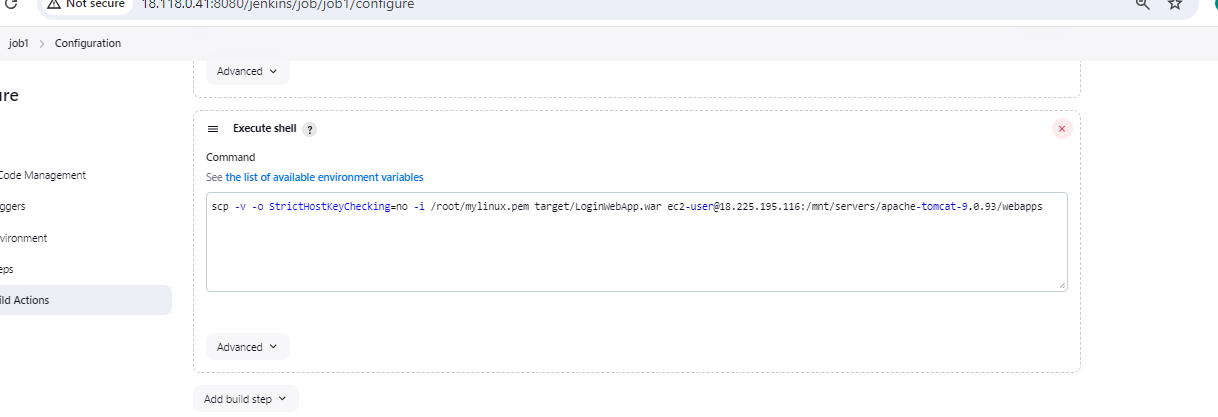 Not secure 18.118.0.41:8080/jenkins/job/job1/configure
job1 > Configuration
Advanced
ure
Execute shell ?
Command
Code Management
See the list of available environment variables
ggers
scp -v -o StrictHostKeyChecking=no -i /root/mylinux.pem target/LoginWebApp.war ec2-user@18.225.195.116:/mnt/servers/apache-tomcat-9.0.93/webapps
vironment
eps
ild Actions
Advanced
Add build step